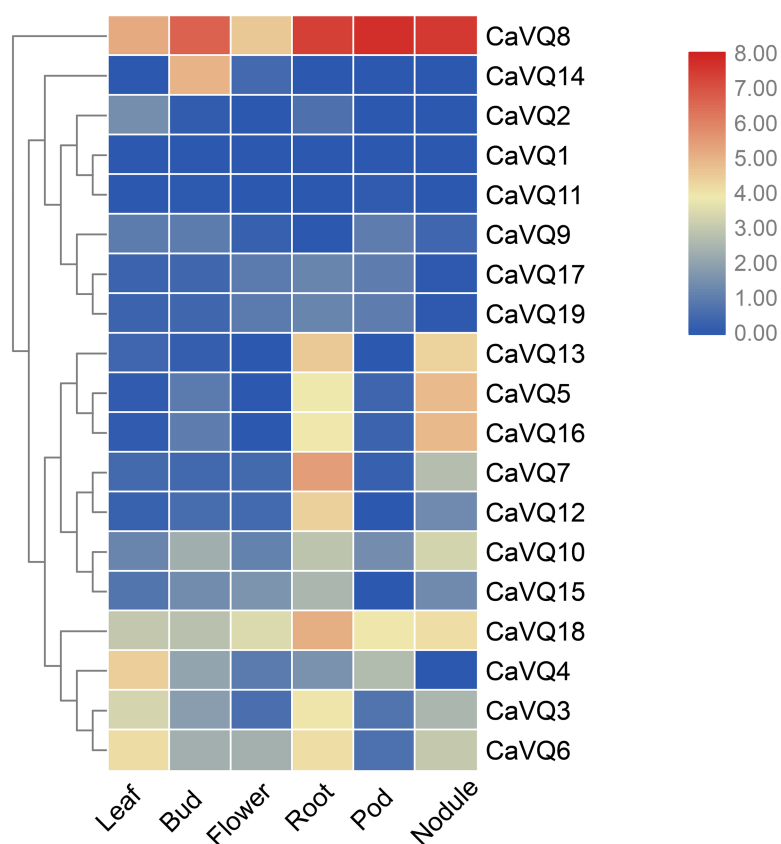 CaVQ8
CaVQ14
CaVQ2
CaVQ1
CaVQ11
CaVQ9
CaVQ17
CaVQ19
CaVQ13
CaVQ5
CaVQ16
CaVQ7
CaVQ12
CaVQ10
CaVQ15
CaVQ18
CaVQ4
CaVQ3
CaVQ6
8.00
7.00
6.00
5.00
4.00
3.00
2.00
1.00
0.00
Leaf
Bud
Flower
Root
Pod
Nodule